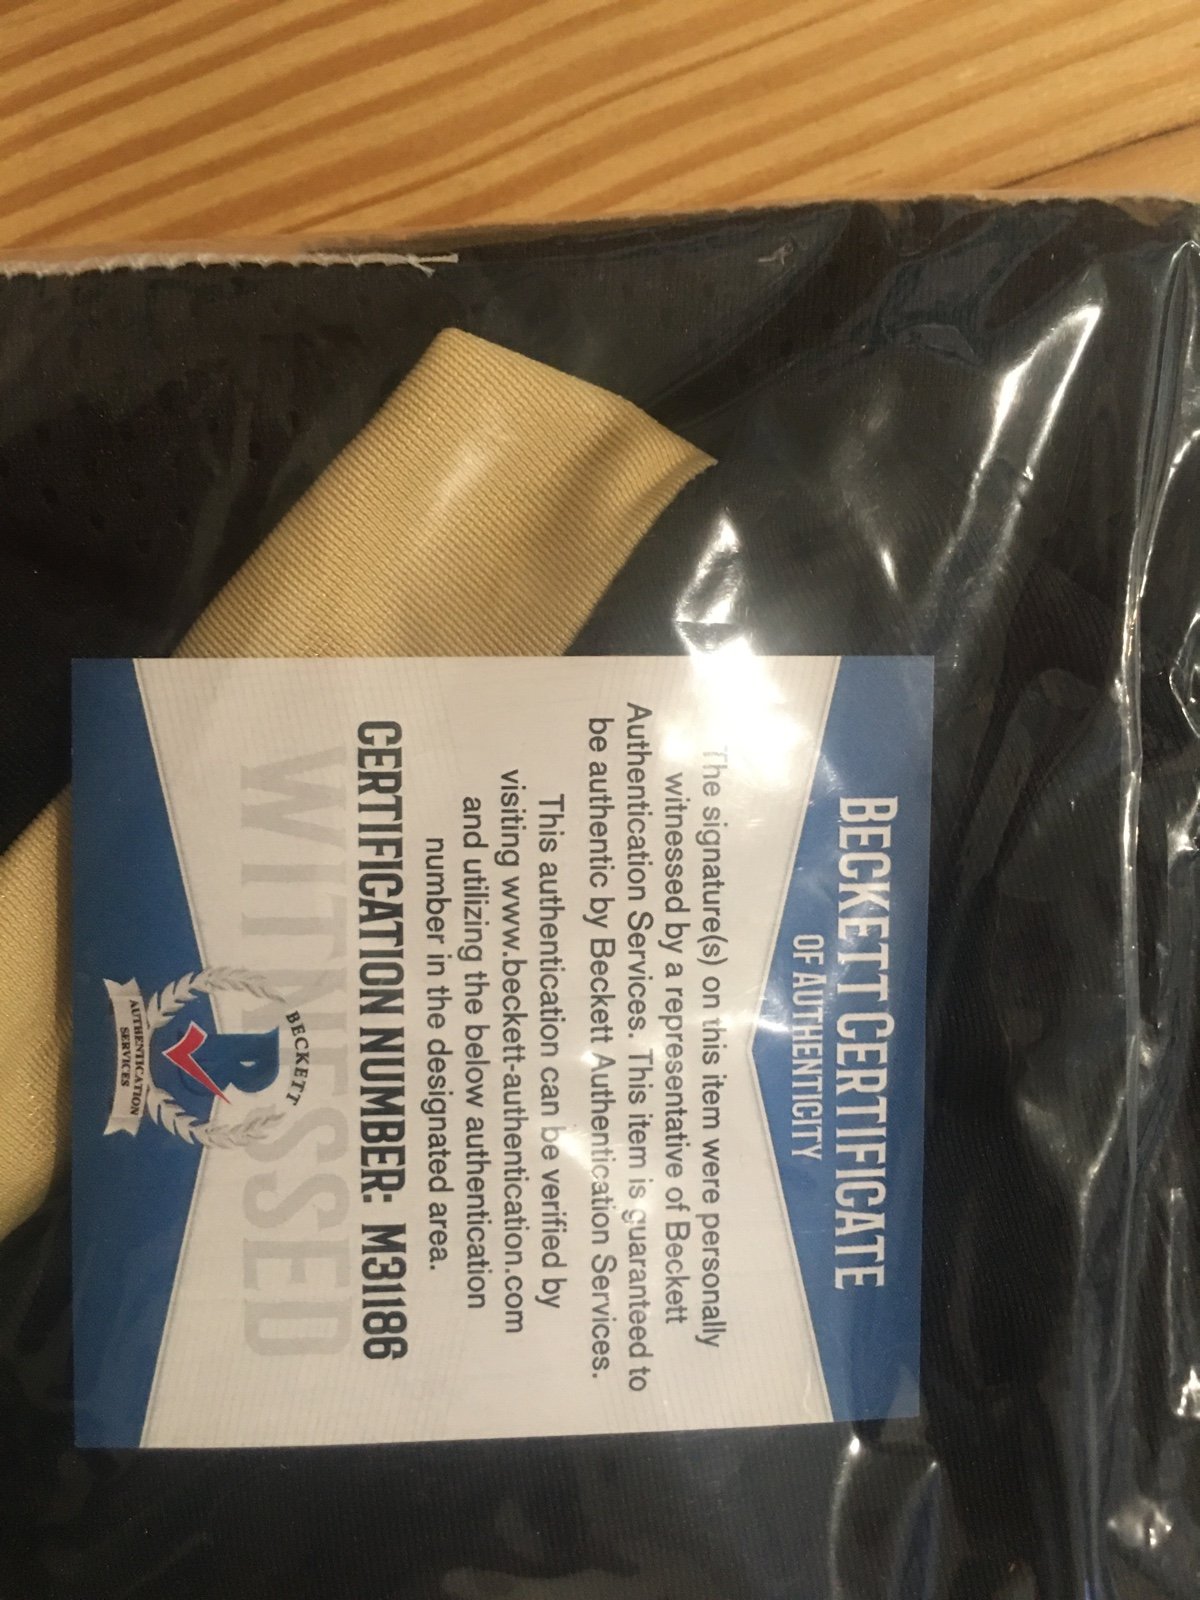 BECKETT CERTIFICATE
OF AUTHENTICITY
The signature(s) on this item were personally
witnessed by a representative of Beckett
Authentication Services. This item is guaranteed to
be authentic by Beckett Authentication Services.
This authentication can be verified by
visiting www.beckett-authentication.com
and utilizing the below authentication
number in the designated area.
CERTIFICATION NUMBER: M31186
WITNESSED
BECKETT
B
AUTHENTICATION
SERVICES